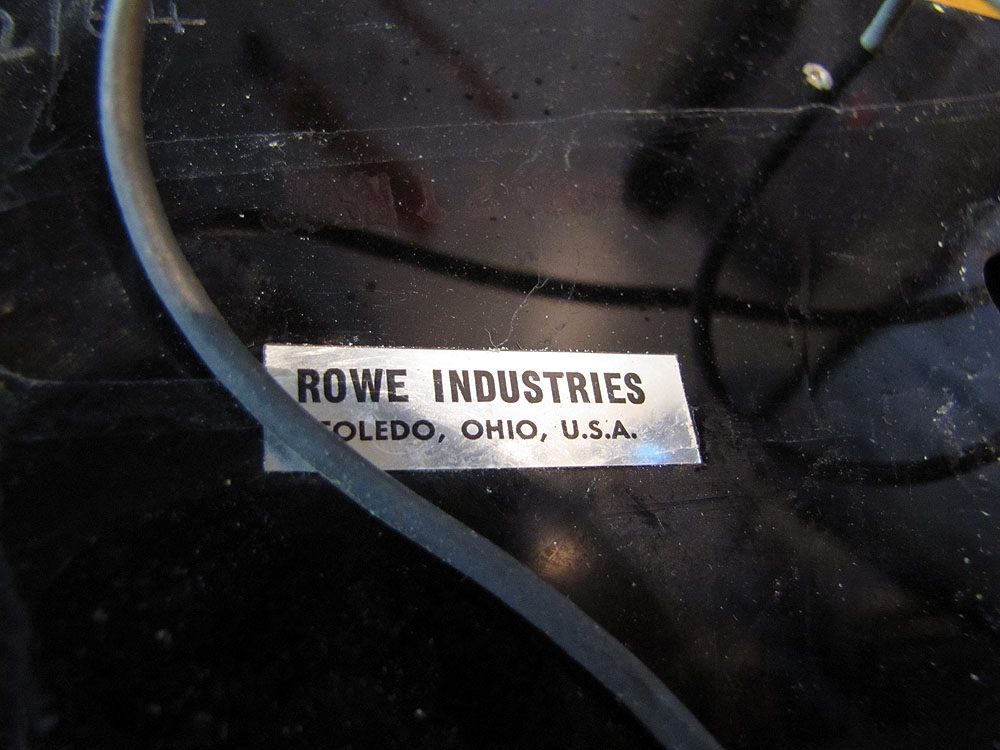 ROWE INDUSTRIES
TOLEDO, OHIO, U.S.A.